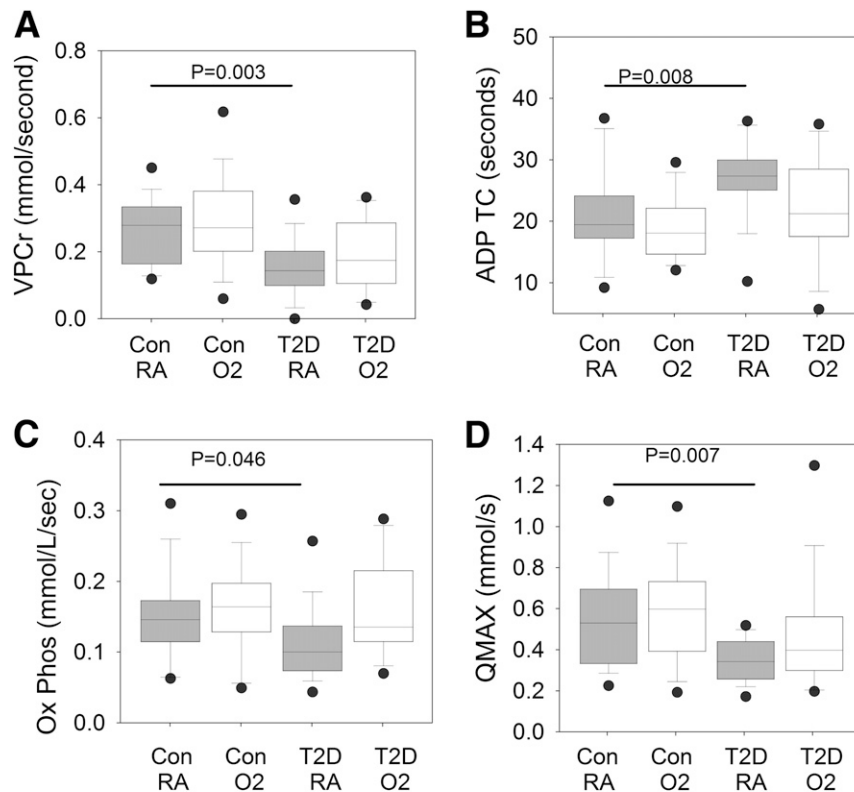 A
VPCr (mmol/second)
0.8
0.6
0.4
0.2
0.0
P=0.003
Con Con T2D T2D
RA O2 RA O2
B
ADP TC (seconds)
50
40
30
20
10
P=0.008
Con Con T2D T2D
RA O2 RA O2
C
Ox Phos (mmol/L/sec)
0.4
0.3
0.2
0.1
0.0
P=0.046
Con Con T2D T2D
RA O2 RA O2
D
QMAX (mmol/s)
1.4
1.2
1.0
0.8
0.6
0.4
0.2
0.0
P=0.007
Con Con T2D T2D
RA O2 RA O2